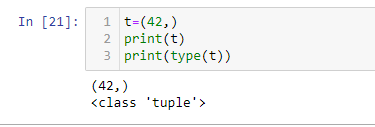 In [21]:
1 t=(42,)
2 print(t)
3 print(type(t))
(42,)
<class 'tuple'>